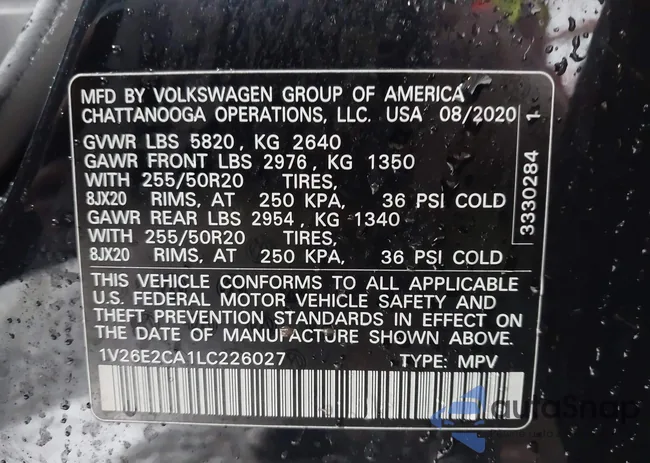 MFD BY VOLKSWAGEN GROUP OF AMERICA
CHATTANOOGA OPERATIONS, LLC. USA 08/2020
GVWR LBS 5820, KG 2640
GAWR FRONT LBS 2976, KG 1350
WITH 255/50R20 TIRES,
8JX20 RIMS, AT 250 KPA, 36 PSI COLD
GAWR REAR LBS 2954, KG 1340
WITH 255/50R20 TIRES,
8JX20 RIMS, AT 250 KPA, 36 PSI COLD
THIS VEHICLE CONFORMS TO ALL APPLICABLE
U.S. FEDERAL MOTOR VEHICLE SAFETY AND
THEFT PREVENTION STANDARDS IN EFFECT ON
THE DATE OF MANUFACTURE SHOWN ABOVE.
1V26E2CA1LC226027 TYPE: MPV
3330284 1
autoSnap